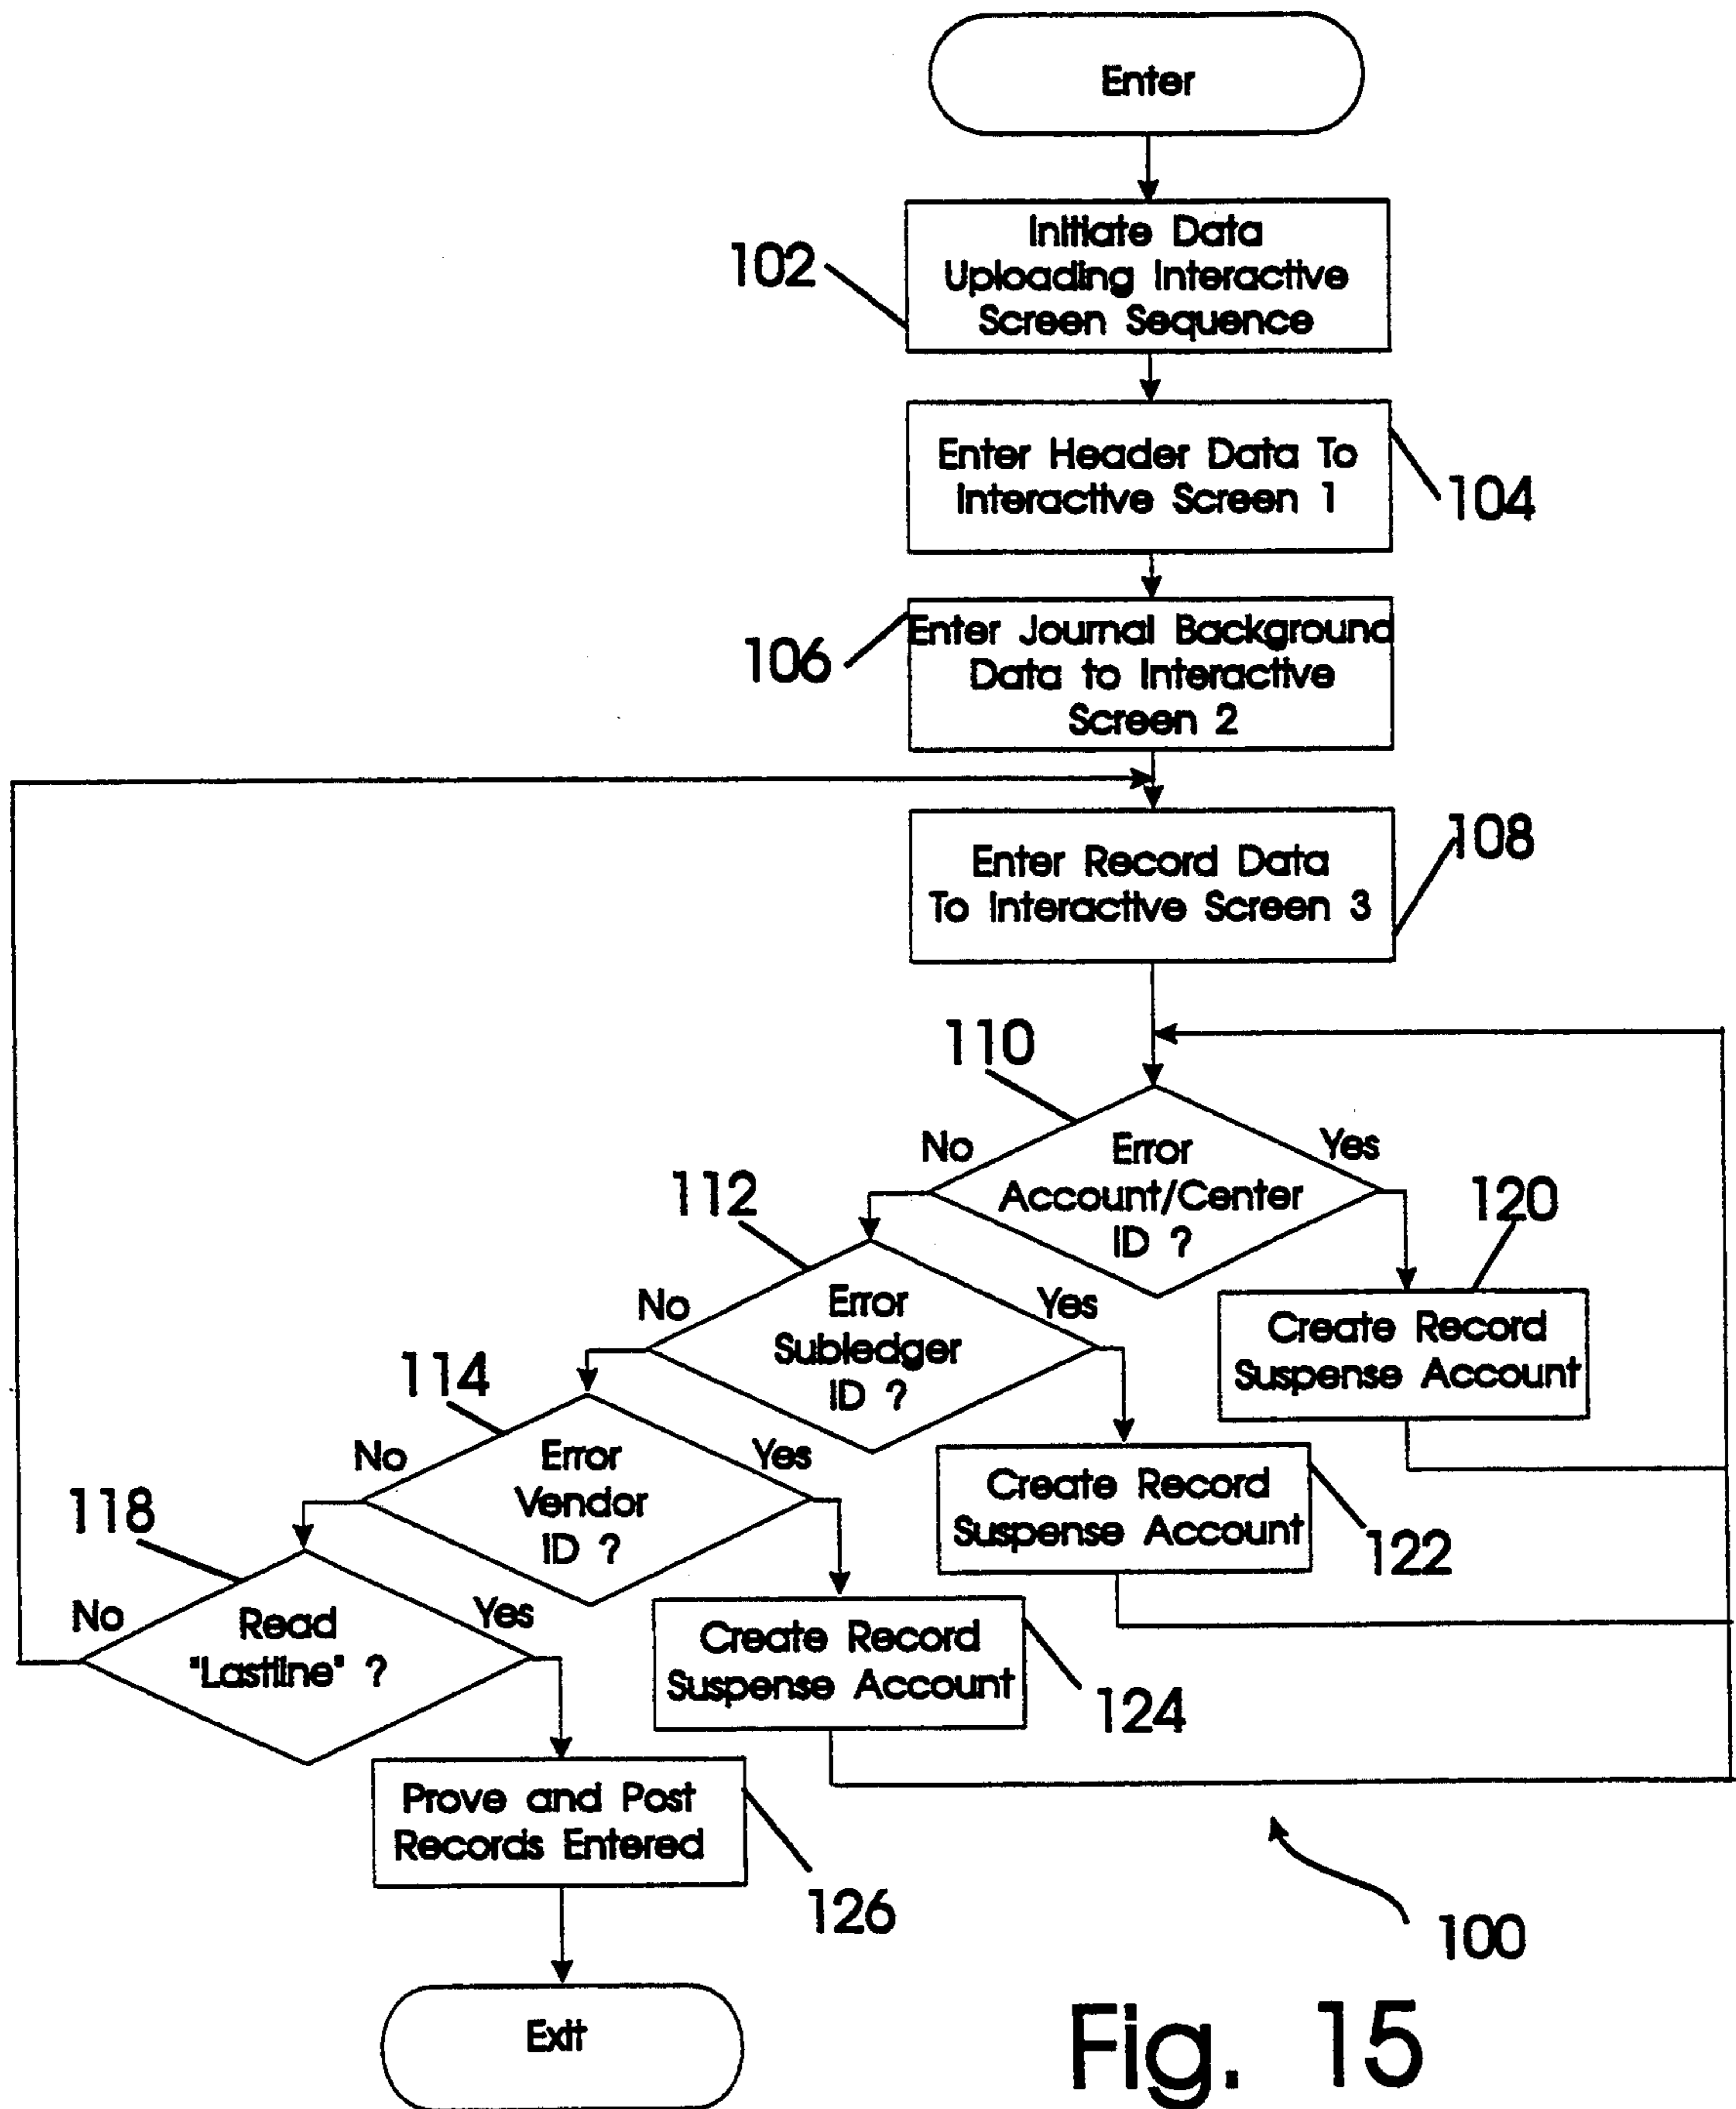 Enter
Initiate Data
Uploading Interactive
Screen Sequence
102
Enter Header Data To
Interactive Screen 1
104
106
Enter Journal Background
Data to Interactive
Screen 2
Enter Record Data
To Interactive Screen 3
108
110
No
Error
Account/Center
ID ?
Yes
112
No
Error
Subledger
ID ?
Yes
120
Create Record
Suspense Account
114
No
Error
Vendor
ID ?
Yes
Create Record
Suspense Account
122
118
No
Read
"Lastline" ?
Yes
Create Record
Suspense Account
124
Prove and Post
Records Entered
126
100
Exit
Fig. 15